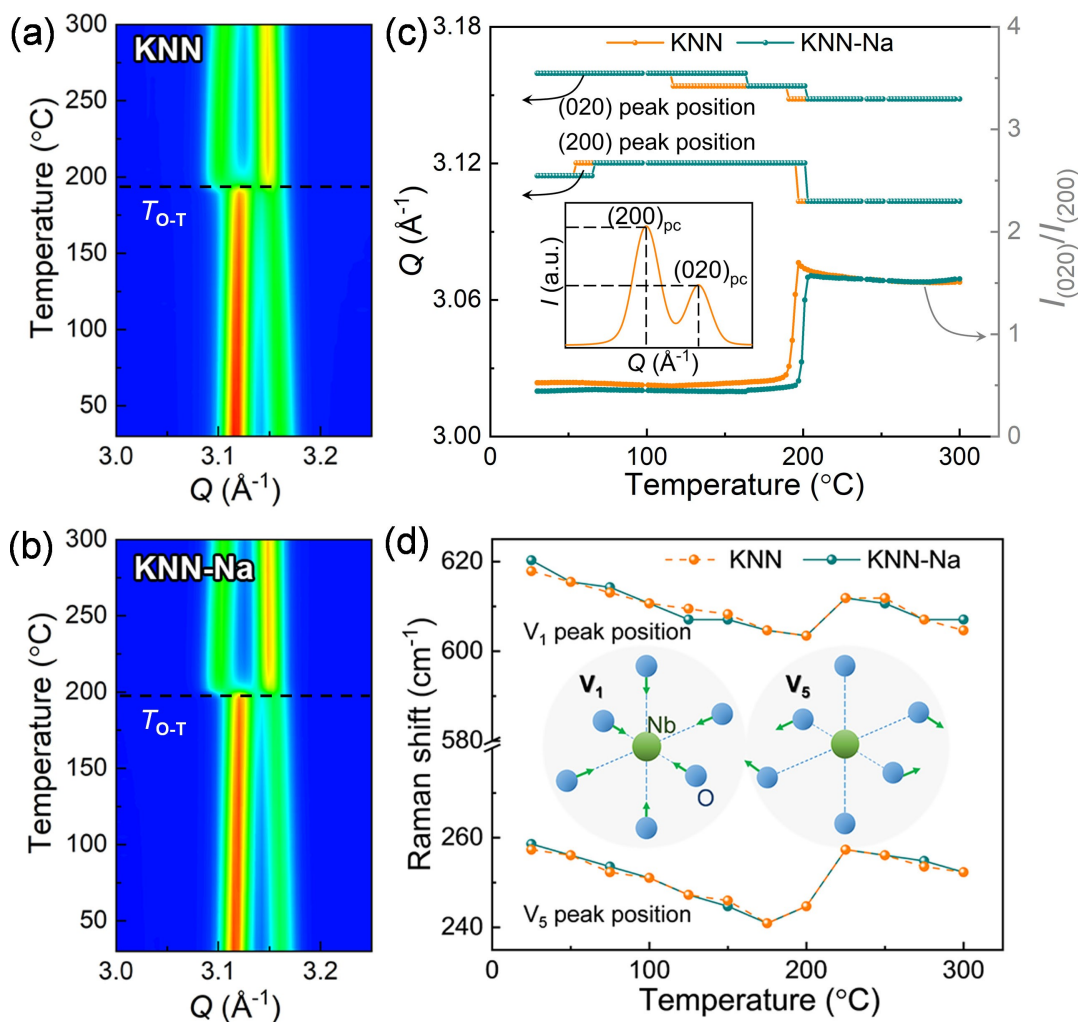 (a)
KNN
300
250
200
150
100
50
T_O-T
3.0 3.1 3.2
Temperature (°C)
Q (Å⁻¹)
(b)
KNN-Na
300
250
200
150
100
50
T_O-T
3.0 3.1 3.2
Temperature (°C)
Q (Å⁻¹)
(c)
KNN KNN-Na
3.18
3.12
3.06
3.00
Q (Å⁻¹)
(020) peak position
(200) peak position
(200)pc
(020)pc
I (a.u.)
Q (Å⁻¹)
4
3
2
1
0
I(020)/I(200)
0 100 200 300
Temperature (°C)
(d)
KNN KNN-Na
620
600
580
260
240
Raman shift (cm⁻¹)
V₁ peak position
V₁
Nb
O
V₅
V₅ peak position
0 100 200 300
Temperature (°C)